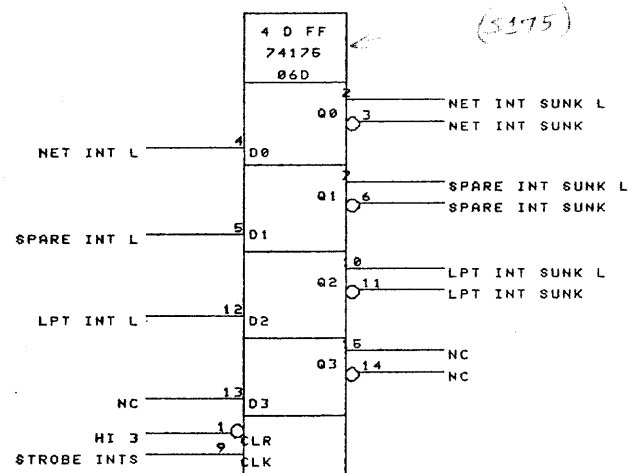 4 D FF
74175
06D
(S175)
2
Q0
NET INT SUNK L
3
NET INT SUNK
4
NET INT L
D0
7
Q1
SPARE INT SUNK L
6
SPARE INT SUNK
5
SPARE INT L
D1
0
Q2
LPT INT SUNK L
11
LPT INT SUNK
12
LPT INT L
D2
5
Q3
NC
14
NC
13
NC
D3
1
HI 3
CLR
9
STROBE INTS
CLK